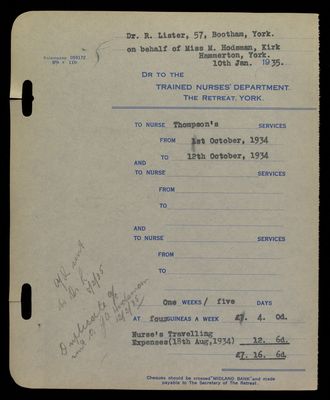 Dr. R. Lister, 57, Bootham, York.
on behalf of Miss M. Hodsman, Kirk
Hammerton, York.
10th Jan. 1935.
DR TO THE
TRAINED NURSES' DEPARTMENT.
THE RETREAT, YORK.
TO NURSE Thompson's SERVICES
FROM 1st October, 1934
TO 12th October, 1934
AND
TO NURSE SERVICES
FROM
TO
AND
TO NURSE SERVICES
FROM
TO
One WEEKS/ five DAYS
AT four GUINEAS A WEEK £7. 4. 0d.
Nurse's Travelling
Expenses(18th Aug,1934) 12. 6d.
£7. 16. 6d.
Cheques should be crossed "MIDLAND BANK" and made
payable to The Secretary of The Retreat.
Duplicate of